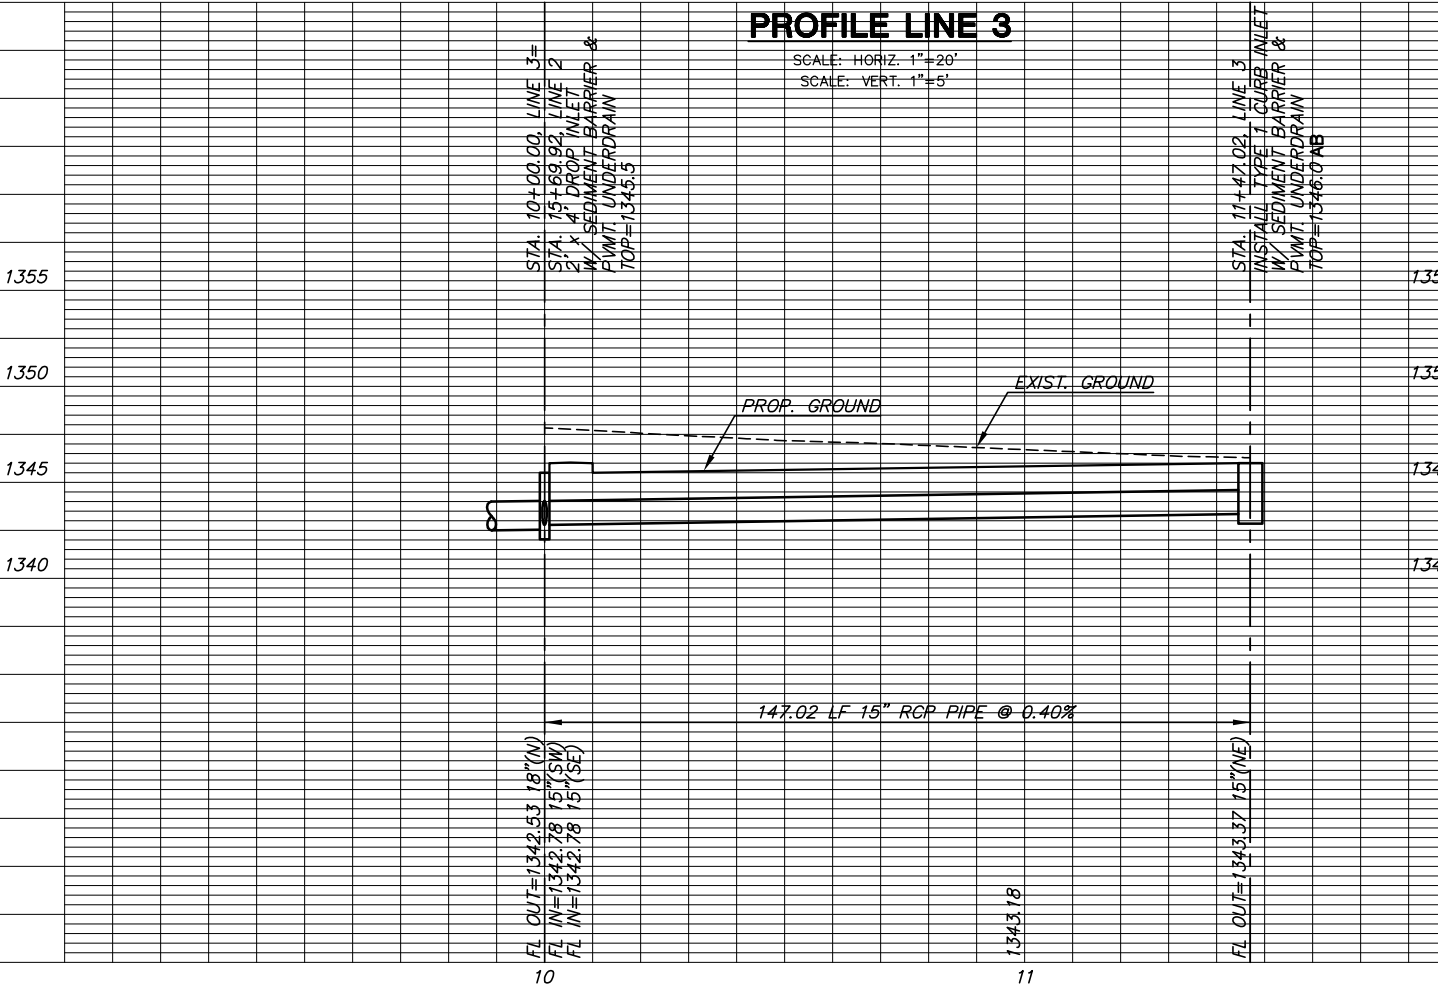 PROFILE LINE 3
SCALE: HORIZ. 1"=20'
SCALE: VERT. 1"=5'
STA. 10+00.00, LINE 3=
STA. 15+69.92, LINE 2
2' x 4' DROP INLET
W/ SEDIMENT BARRIER &
PVMT. UNDERDRAIN
TOP=1345.5
STA. 11+47.02, LINE 3
INSTALL TYPE 1 CURB INLET
W/ SEDIMENT BARRIER &
PVMT. UNDERDRAIN
TOP=1346.0 AB
1355
135
1350
135
EXIST. GROUND
PROP. GROUND
1345
134
1340
134
147.02 LF 15" RCP PIPE @ 0.40%
FL OUT=1342.53 18"(N)
FL IN=1342.78 15"(SW)
FL IN=1342.78 15"(SE)
1343.18
FL OUT=1343.37 15"(NE)
10
11